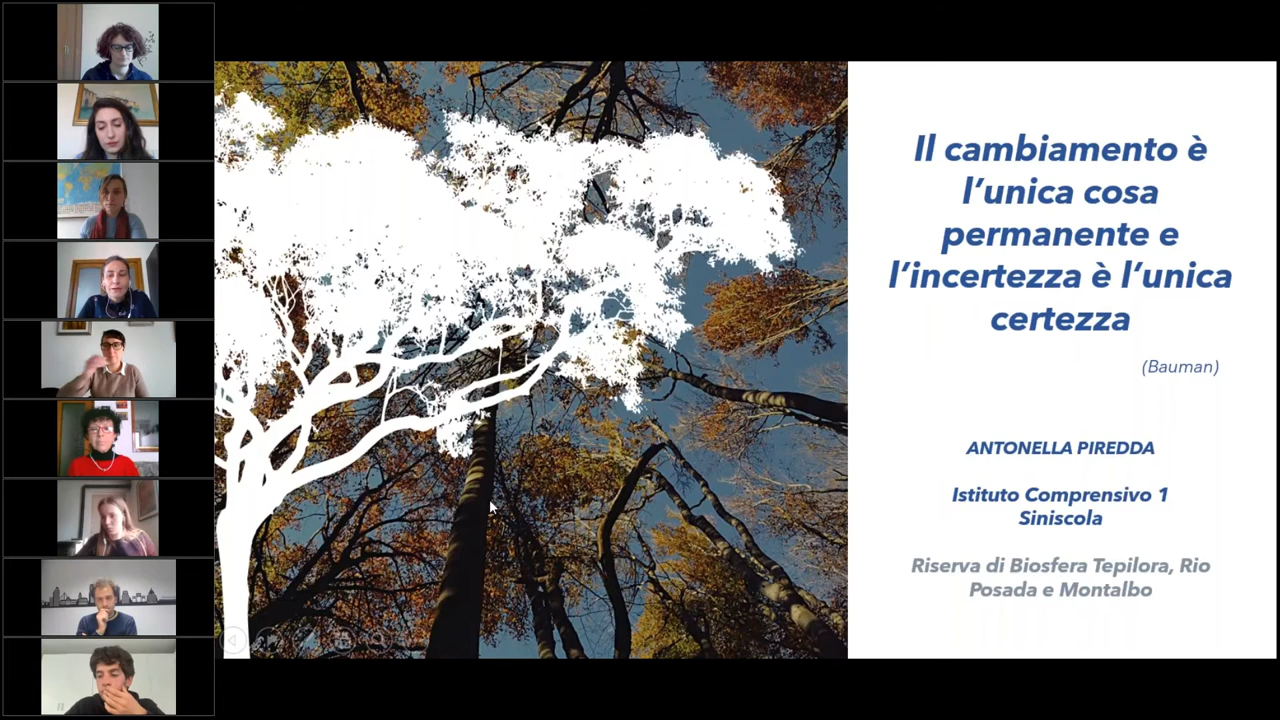 Il cambiamento è
l’unica cosa
permanente e
l’incertezza è l’unica
certezza
(Bauman)
ANTONELLA PIREDDA
Istituto Comprensivo 1
Siniscola
Riserva di Biosfera Tepilora, Rio
Posada e Montalbo